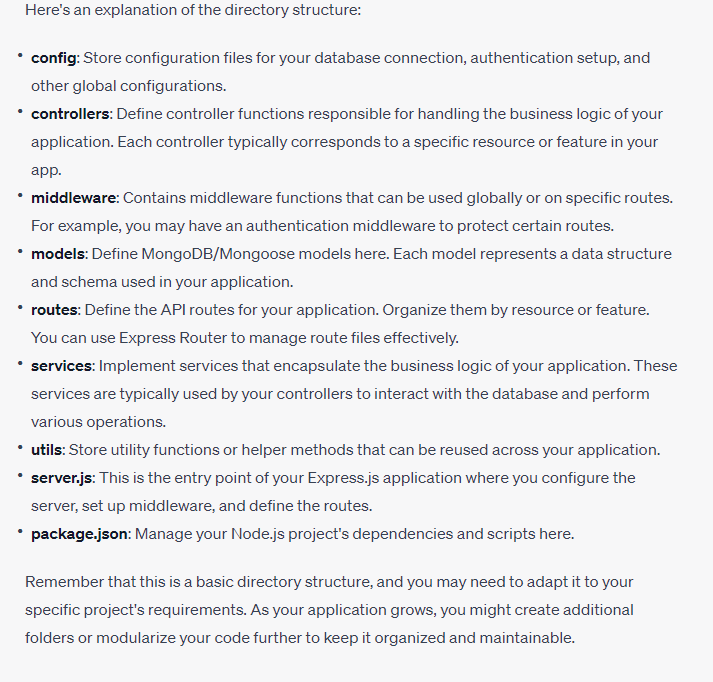 Here's an explanation of the directory structure:
• config: Store configuration files for your database connection, authentication setup, and
other global configurations.
• controllers: Define controller functions responsible for handling the business logic of your
application. Each controller typically corresponds to a specific resource or feature in your
app.
• middleware: Contains middleware functions that can be used globally or on specific routes.
For example, you may have an authentication middleware to protect certain routes.
• models: Define MongoDB/Mongoose models here. Each model represents a data structure
and schema used in your application.
• routes: Define the API routes for your application. Organize them by resource or feature.
You can use Express Router to manage route files effectively.
• services: Implement services that encapsulate the business logic of your application. These
services are typically used by your controllers to interact with the database and perform
various operations.
• utils: Store utility functions or helper methods that can be reused across your application.
• server.js: This is the entry point of your Express.js application where you configure the
server, set up middleware, and define the routes.
• package.json: Manage your Node.js project's dependencies and scripts here.
Remember that this is a basic directory structure, and you may need to adapt it to your
specific project's requirements. As your application grows, you might create additional
folders or modularize your code further to keep it organized and maintainable.